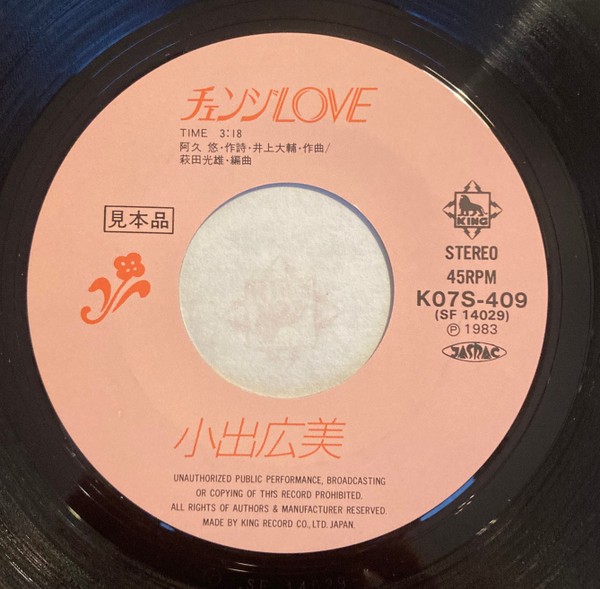 チェンジLOVE
TIME 3:18
阿久 悠・作詩・井上大輔・作曲/
萩田光雄・編曲
見本品
KING
STEREO
45RPM
K07S-409
(SF 14029)
Ⓟ 1983
JASRAC
小出広美
UNAUTHORIZED PUBLIC PERFORMANCE, BROADCASTING
OR COPYING OF THIS RECORD PROHIBITED.
ALL RIGHTS OF AUTHORS & MANUFACTURER RESERVED.
MADE BY KING RECORD CO., LTD. JAPAN.
SF 14029